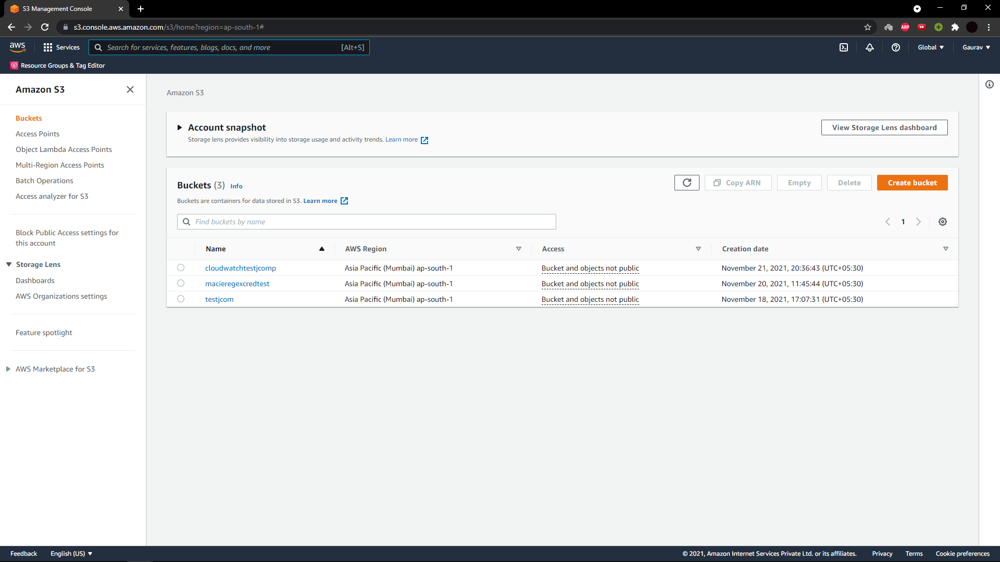 S3 Management Console
s3.console.aws.amazon.com/s3/home?region=ap-south-1#
ABP
aws
Services
Search for services, features, blogs, docs, and more
[Alt+S]
Global
Gaurav
Resource Groups & Tag Editor
Amazon S3
Buckets
Access Points
Object Lambda Access Points
Multi-Region Access Points
Batch Operations
Access analyzer for S3
Block Public Access settings for
this account
Storage Lens
Dashboards
AWS Organizations settings
Feature spotlight
AWS Marketplace for S3
Amazon S3
Account snapshot
Storage lens provides visibility into storage usage and activity trends. Learn more
View Storage Lens dashboard
Buckets (3) Info
Buckets are containers for data stored in S3. Learn more
Copy ARN
Empty
Delete
Create bucket
Find buckets by name
1
Name AWS Region Access Creation date
cloudwatchtestjcomp Asia Pacific (Mumbai) ap-south-1 Bucket and objects not public November 21, 2021, 20:36:43 (UTC+05:30)
macieregexcredtest Asia Pacific (Mumbai) ap-south-1 Bucket and objects not public November 20, 2021, 11:45:44 (UTC+05:30)
testjcom Asia Pacific (Mumbai) ap-south-1 Bucket and objects not public November 18, 2021, 17:07:31 (UTC+05:30)
Feedback English (US) © 2021, Amazon Internet Services Private Ltd. or its affiliates. Privacy Terms Cookie preferences